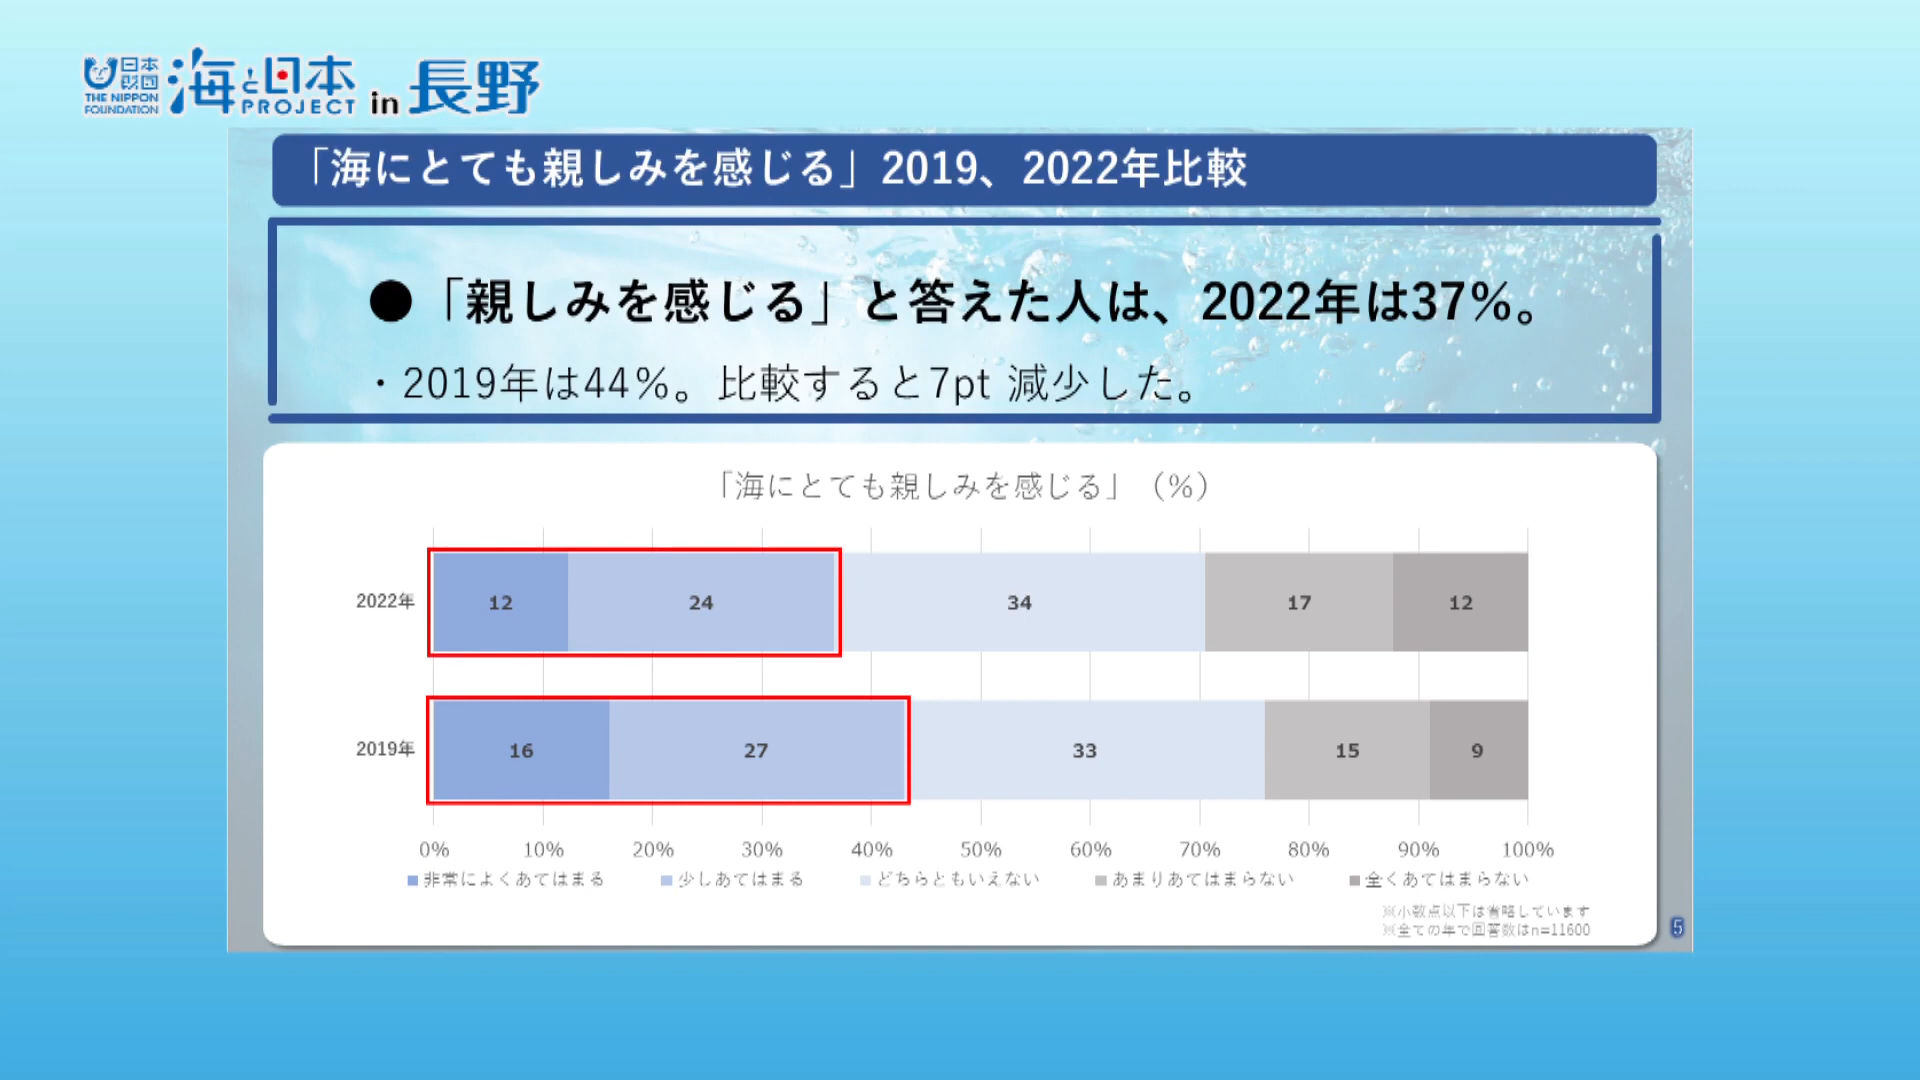 日本財団
THE NIPPON FOUNDATION
海と日本 PROJECT in 長野
「海にとても親しみを感じる」2019、2022年比較
●「親しみを感じる」と答えた人は、2022年は37%。
・2019年は44%。比較すると7pt 減少した。
「海にとても親しみを感じる」（%）
2022年 12 24 34 17 12
2019年 16 27 33 15 9
0% 10% 20% 30% 40% 50% 60% 70% 80% 90% 100%
■非常によくあてはまる ■少しあてはまる ■どちらともいえない ■あまりあてはまらない ■全くあてはまらない
※小数点以下は省略しています
※全ての年で回答数はn=11600
5